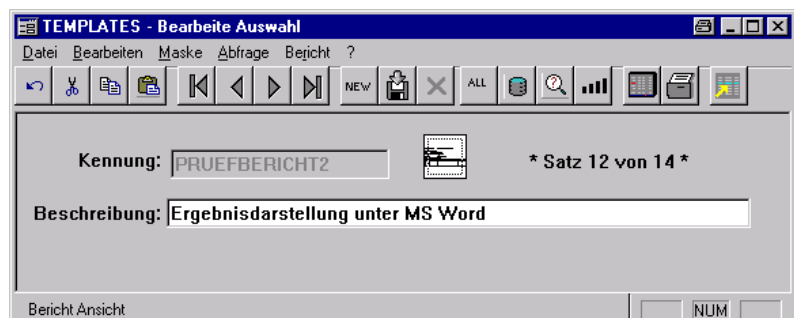 TEMPLATES - Bearbeite Auswahl
Datei Bearbeiten Maske Abfrage Bericht ?
NEW ALL
Kennung: PRUEFBERICHT2 * Satz 12 von 14 *
Beschreibung: Ergebnisdarstellung unter MS Word
Bericht Ansicht NUM